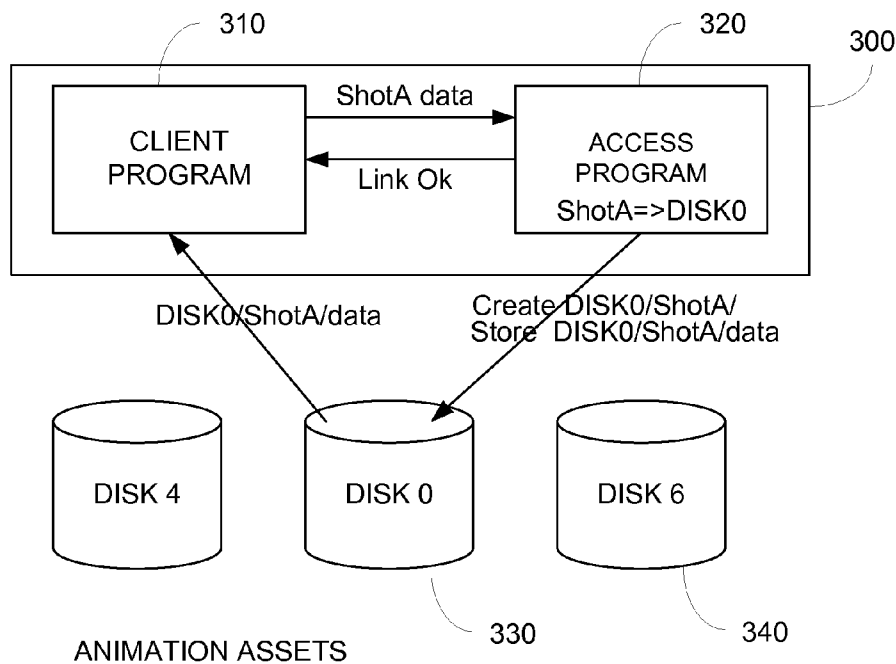 310
320
300
CLIENT
PROGRAM
ShotA data
Link Ok
ACCESS
PROGRAM
ShotA=>DISK0
DISK0/ShotA/data
Create DISK0/ShotA/
Store DISK0/ShotA/data
DISK 4
DISK 0
DISK 6
330
340
ANIMATION ASSETS